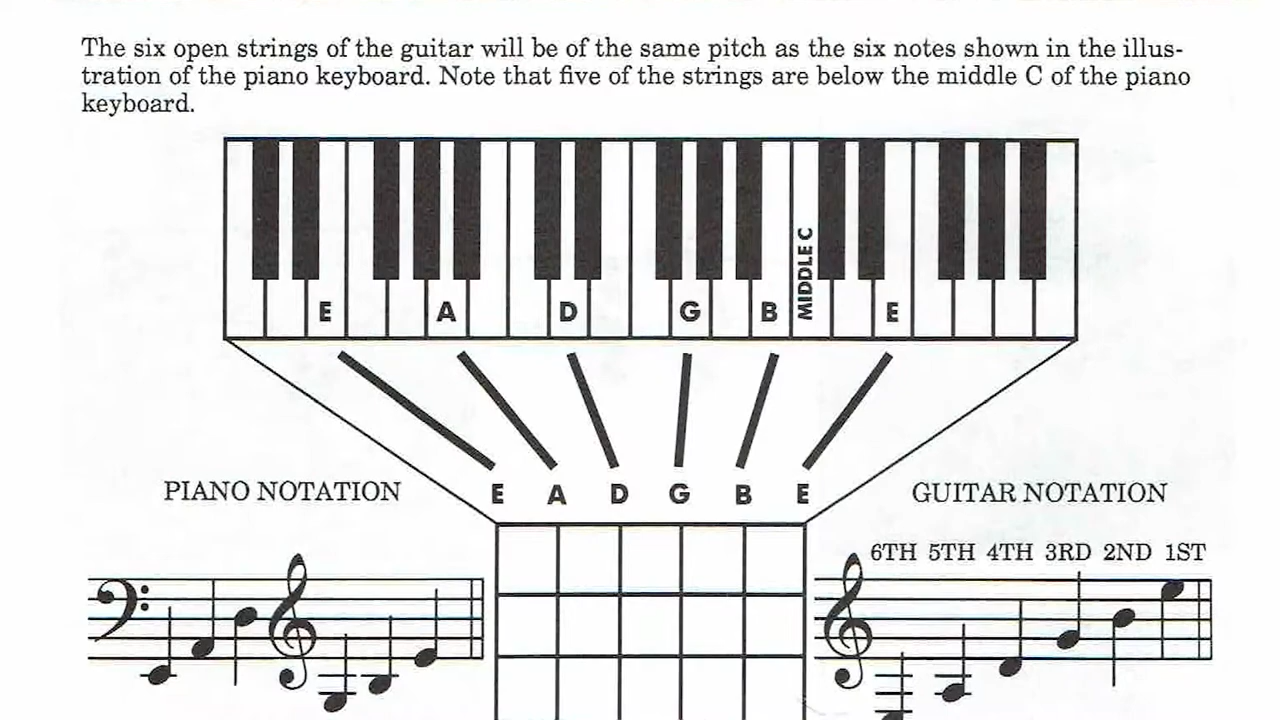 The six open strings of the guitar will be of the same pitch as the six notes shown in the illus-
tration of the piano keyboard. Note that five of the strings are below the middle C of the piano
keyboard.
E A D G B MIDDLE C E
E A D G B E
PIANO NOTATION
GUITAR NOTATION
6TH 5TH 4TH 3RD 2ND 1ST